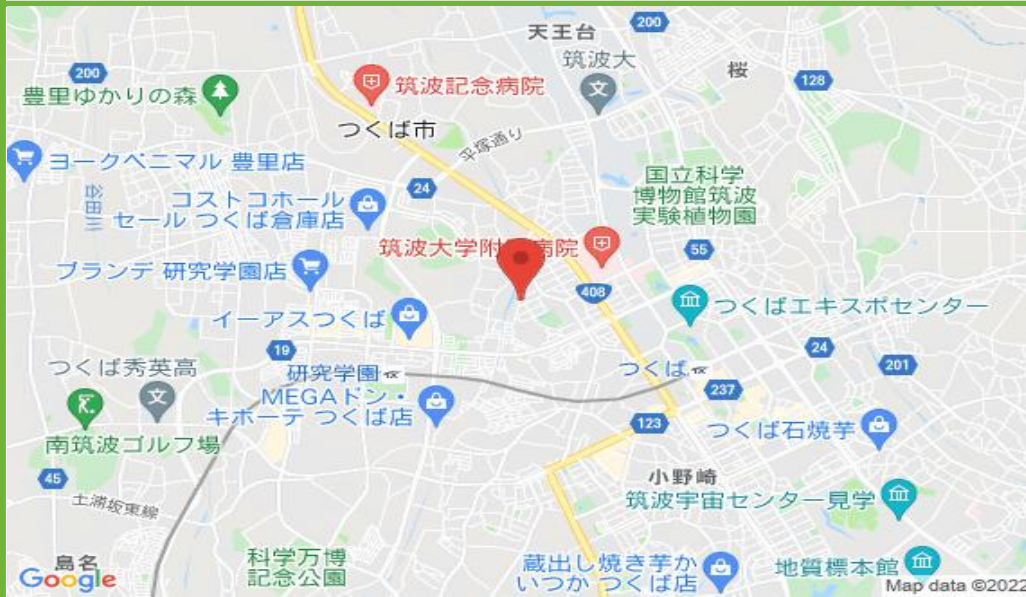 天王台
200
筑波大
桜
200
128
豊里ゆかりの森
筑波記念病院
つくば市
平塚通り
ヨークベニマル 豊里店
谷田川
24
国立科学
博物館筑波
実験植物園
コストコホール
セール つくば倉庫店
筑波大学附
病院
55
ブランデ 研究学園店
408
イーアスつくば
つくばエキスポセンター
19
24
つくば秀英高
研究学園
つくば
201
237
MEGAドン・
キホーテ つくば店
123
つくば石焼芋
南筑波ゴルフ場
45
小野崎
土浦坂東線
筑波宇宙センター見学
島名
科学万博
記念公園
蔵出し焼き芋か
いつか つくば店
地質標本館
Google
Map data ©2022